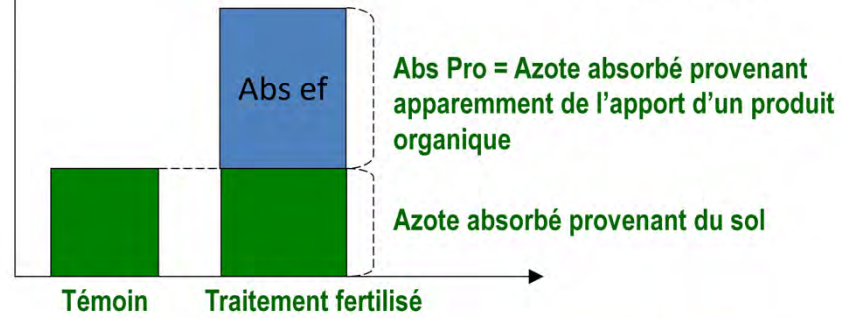 Abs ef
Abs Pro = Azote absorbé provenant
apparemment de l'apport d'un produit
organique
Azote absorbé provenant du sol
Témoin
Traitement fertilisé